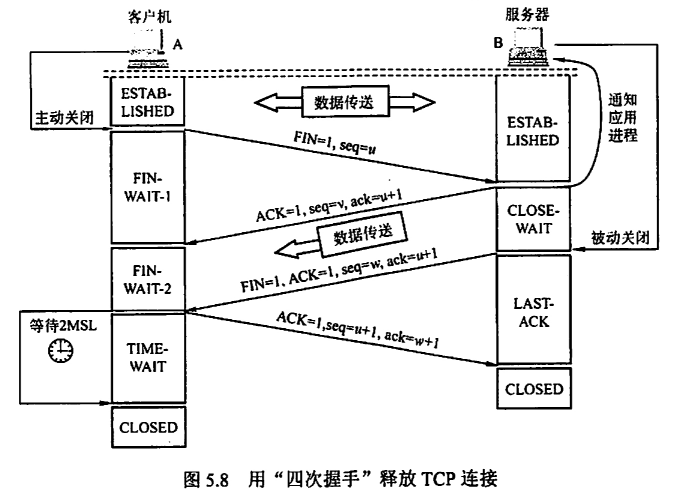 客户机
服务器
A
B
ESTAB-
LISHED
数据传送
主动关闭
通知
应用
进程
ESTAB-
LISHED
FIN=1, seq=u
FIN-
WAIT-1
ACK=1, seq=v, ack=u+1
CLOSE-
WAIT
数据传送
被动关闭
FIN=1, ACK=1, seq=w, ack=u+1
FIN-
WAIT-2
LAST-
ACK
等待2MSL
ACK=1,seq=u+1, ack=w+1
TIME-
WAIT
CLOSED
CLOSED
图 5.8 用“四次握手”释放 TCP 连接